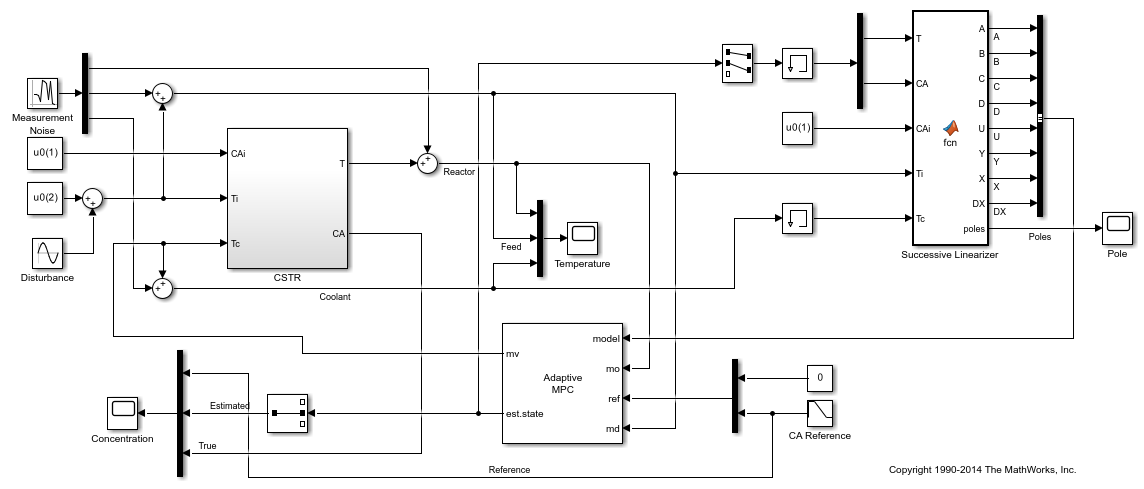 Measurement
Noise
u0(1)
u0(2)
Disturbance
CAi
Ti
Tc
T
CA
CSTR
Reactor
Feed
Coolant
Temperature
T
CA
CAi
Ti
Tc
fcn
A
B
C
D
U
Y
X
DX
poles
Successive Linearizer
A
B
C
D
U
Y
X
DX
Poles
Pole
u0(1)
mv
est.state
Adaptive
MPC
model
mo
ref
md
0
CA Reference
Estimated
True
Concentration
Reference
Copyright 1990-2014 The MathWorks, Inc.